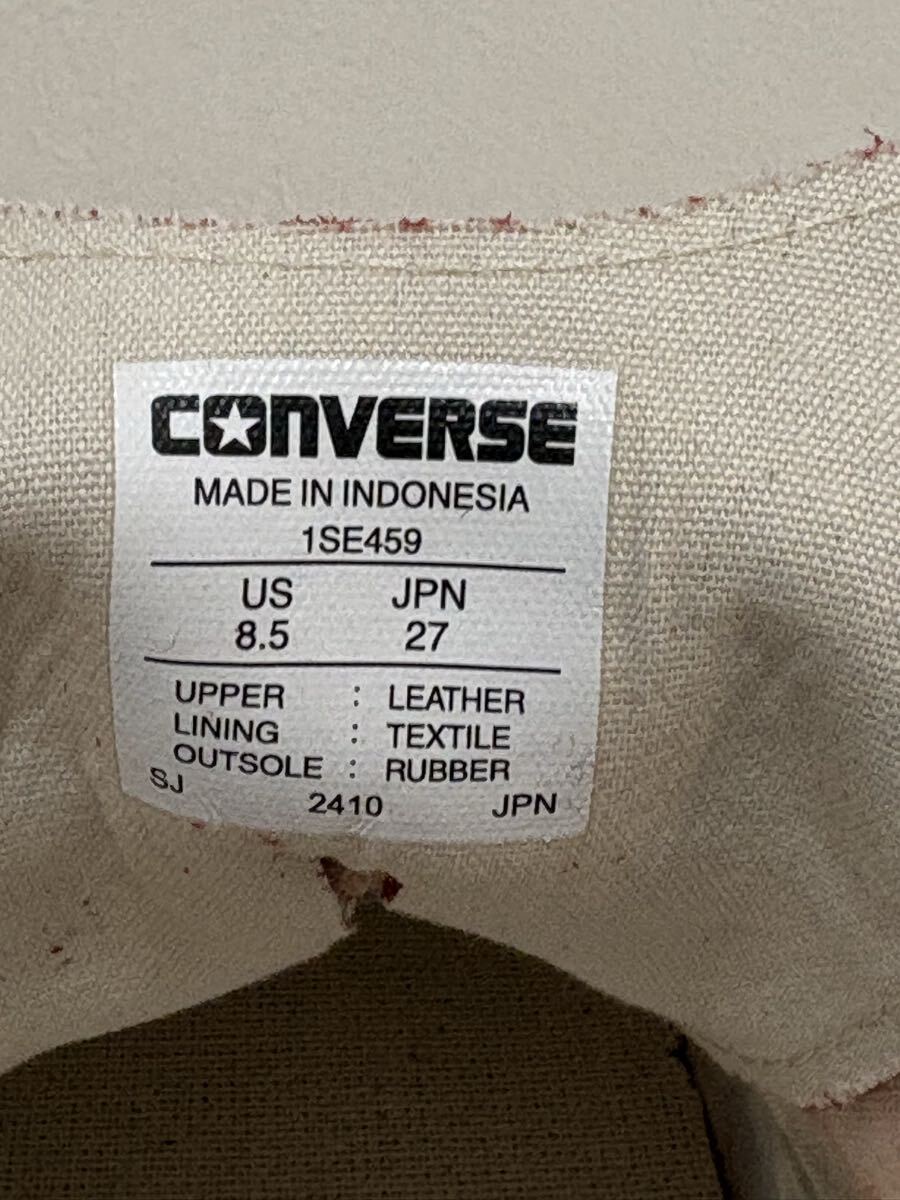 CONVERSE
MADE IN INDONESIA
1SE459
US JPN
8.5 27
UPPER : LEATHER
LINING : TEXTILE
OUTSOLE : RUBBER
SJ 2410 JPN